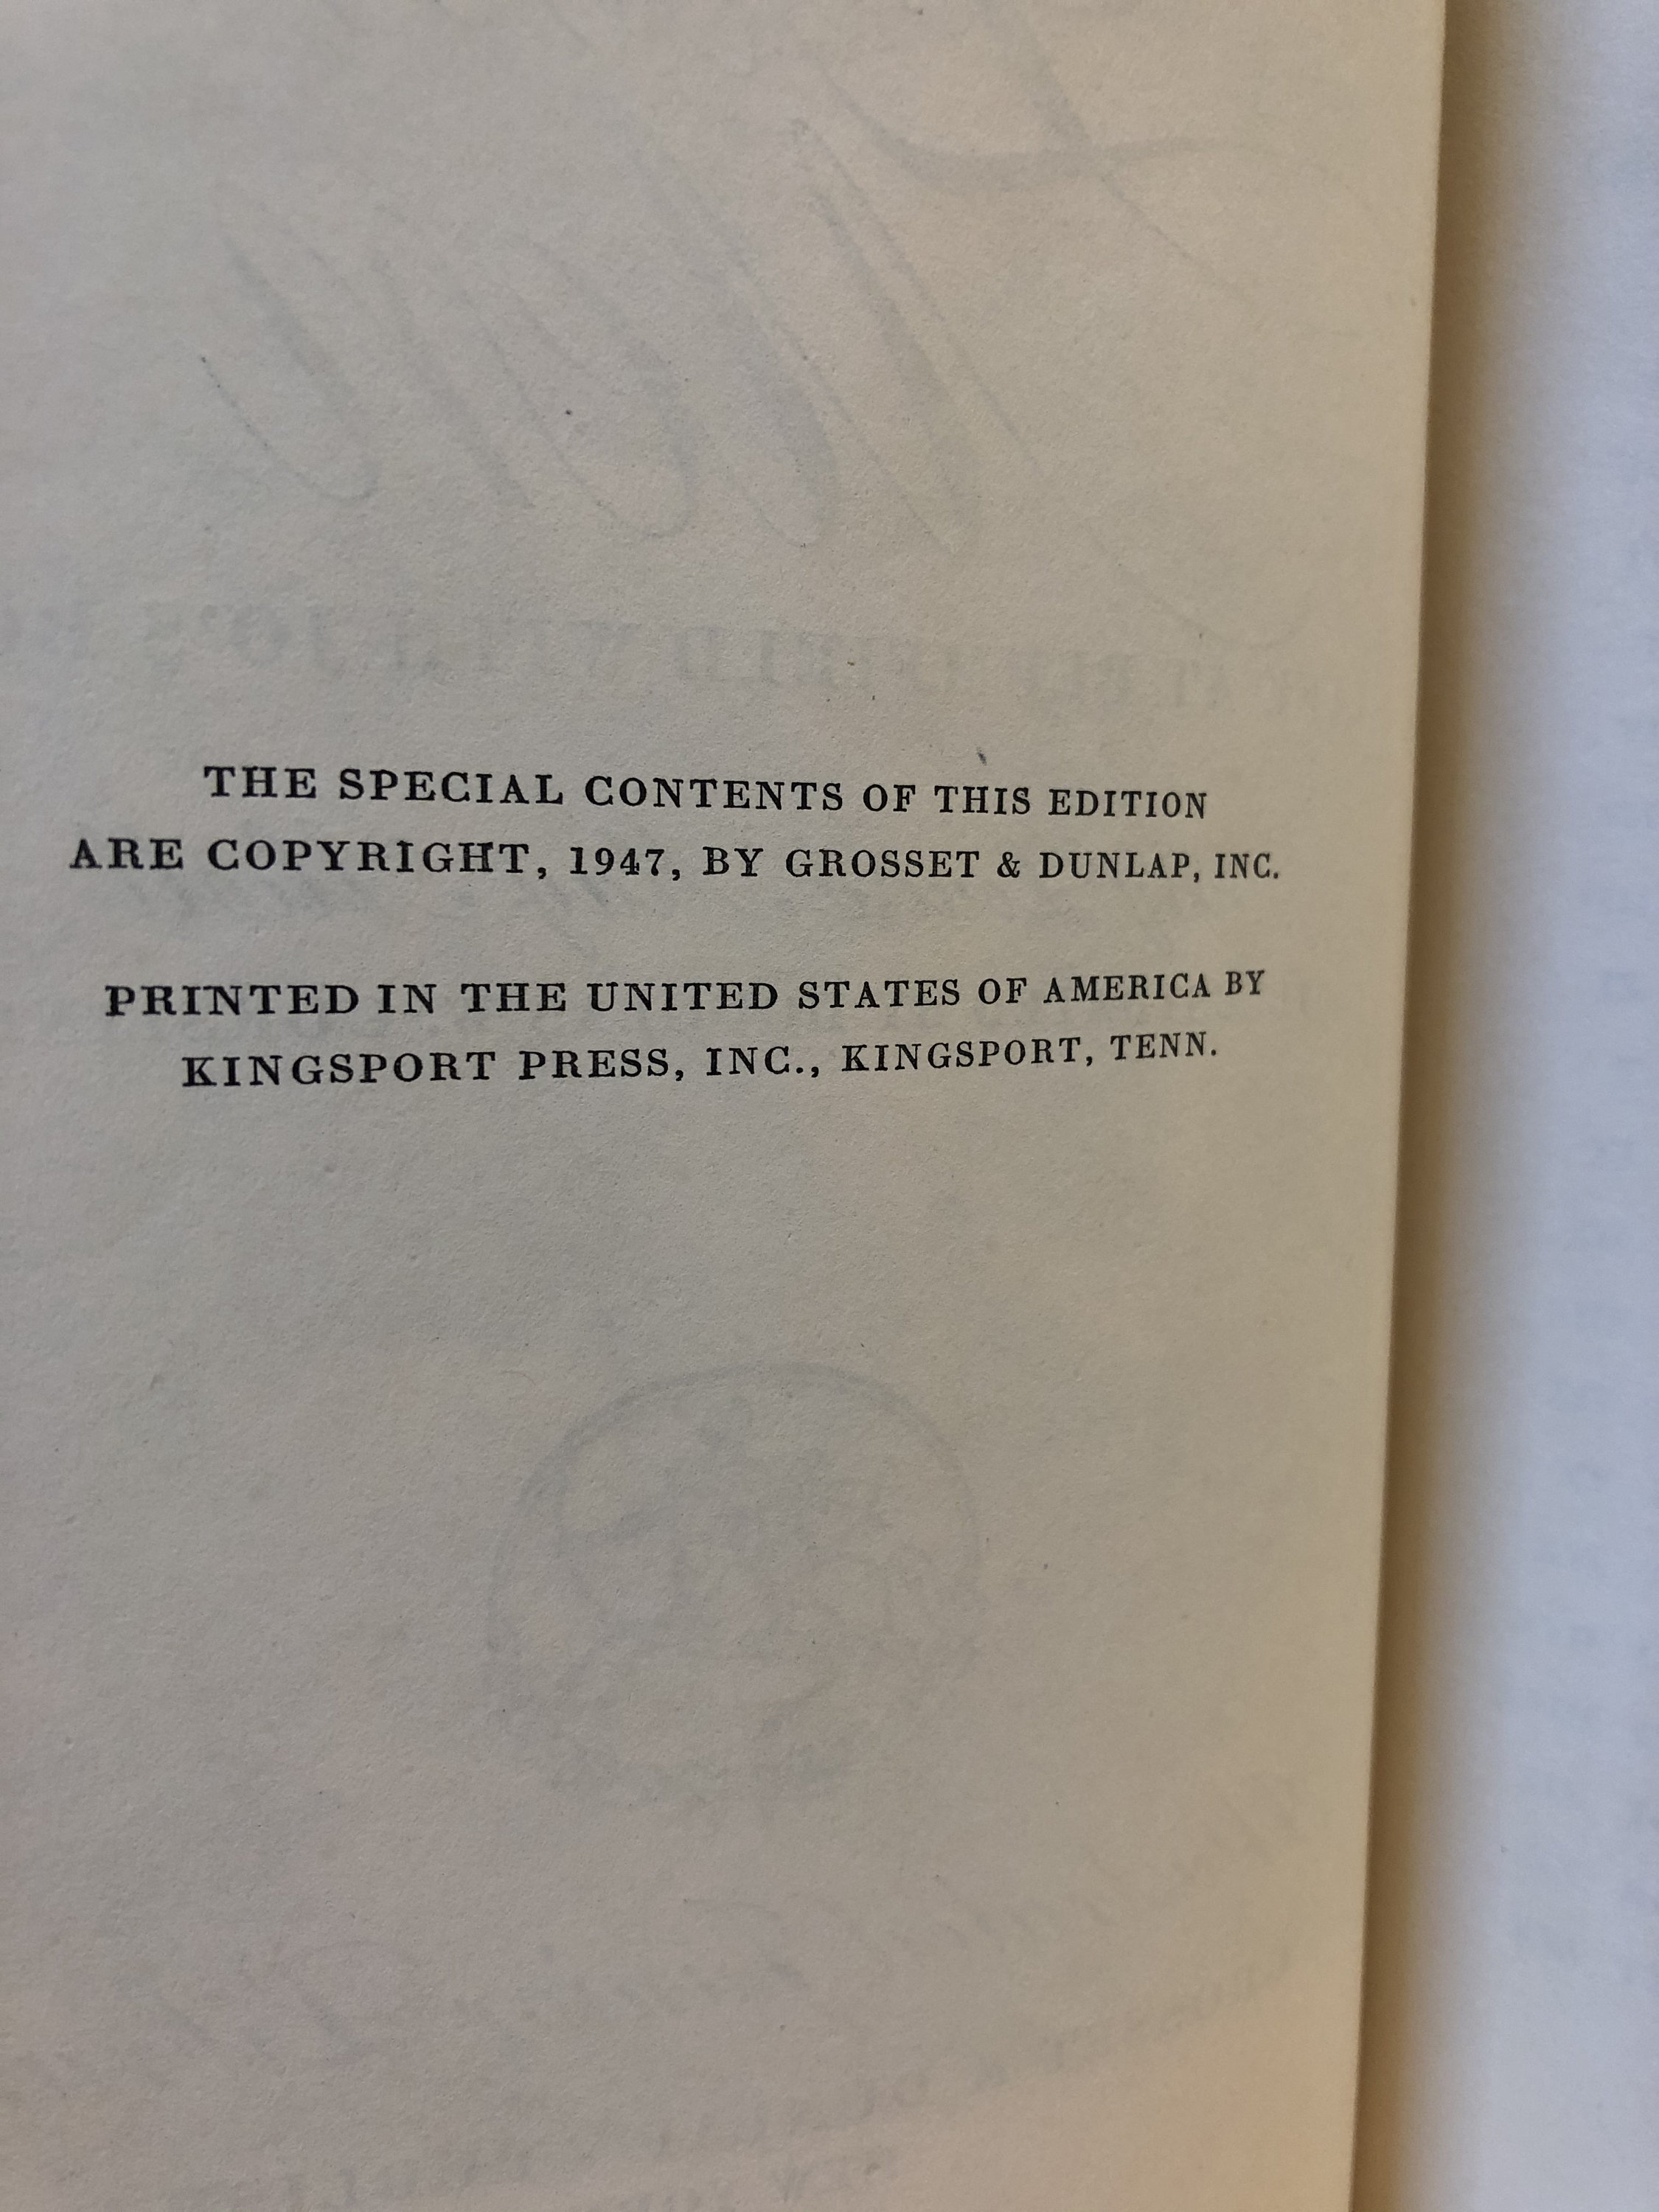 THE SPECIAL CONTENTS OF THIS EDITION
ARE COPYRIGHT, 1947, BY GROSSET & DUNLAP, INC.
PRINTED IN THE UNITED STATES OF AMERICA BY
KINGSPORT PRESS, INC., KINGSPORT, TENN.